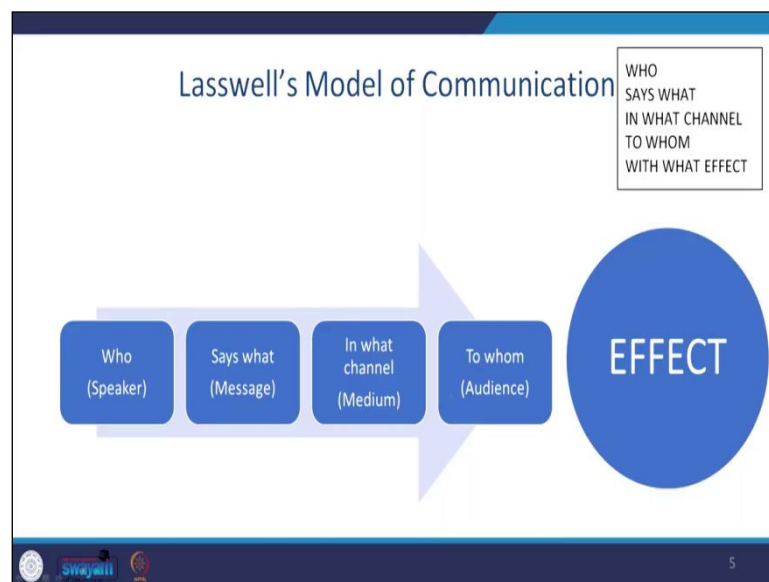 Lasswell's Model of Communication
WHO
SAYS WHAT
IN WHAT CHANNEL
TO WHOM
WITH WHAT EFFECT
Who
(Speaker)
Says what
(Message)
In what
channel
(Medium)
To whom
(Audience)
EFFECT
swayam
5